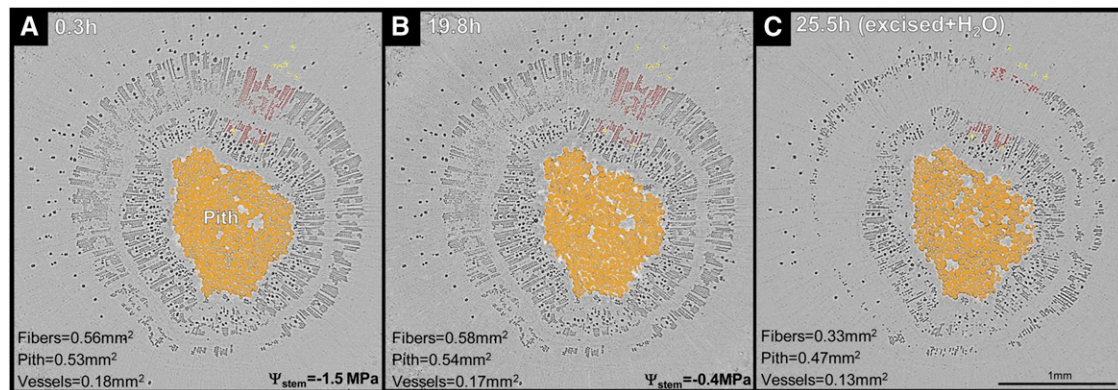 A 0.3h
Pith
Fibers=0.56mm²
Pith=0.53mm²
Vessels=0.18mm²
Ψstem=-1.5 MPa
B 19.8h
Fibers=0.58mm²
Pith=0.54mm²
Vessels=0.17mm²
Ψstem=-0.4MPa
C 25.5h (excised+H₂O)
Fibers=0.33mm²
Pith=0.47mm²
Vessels=0.13mm²
1mm